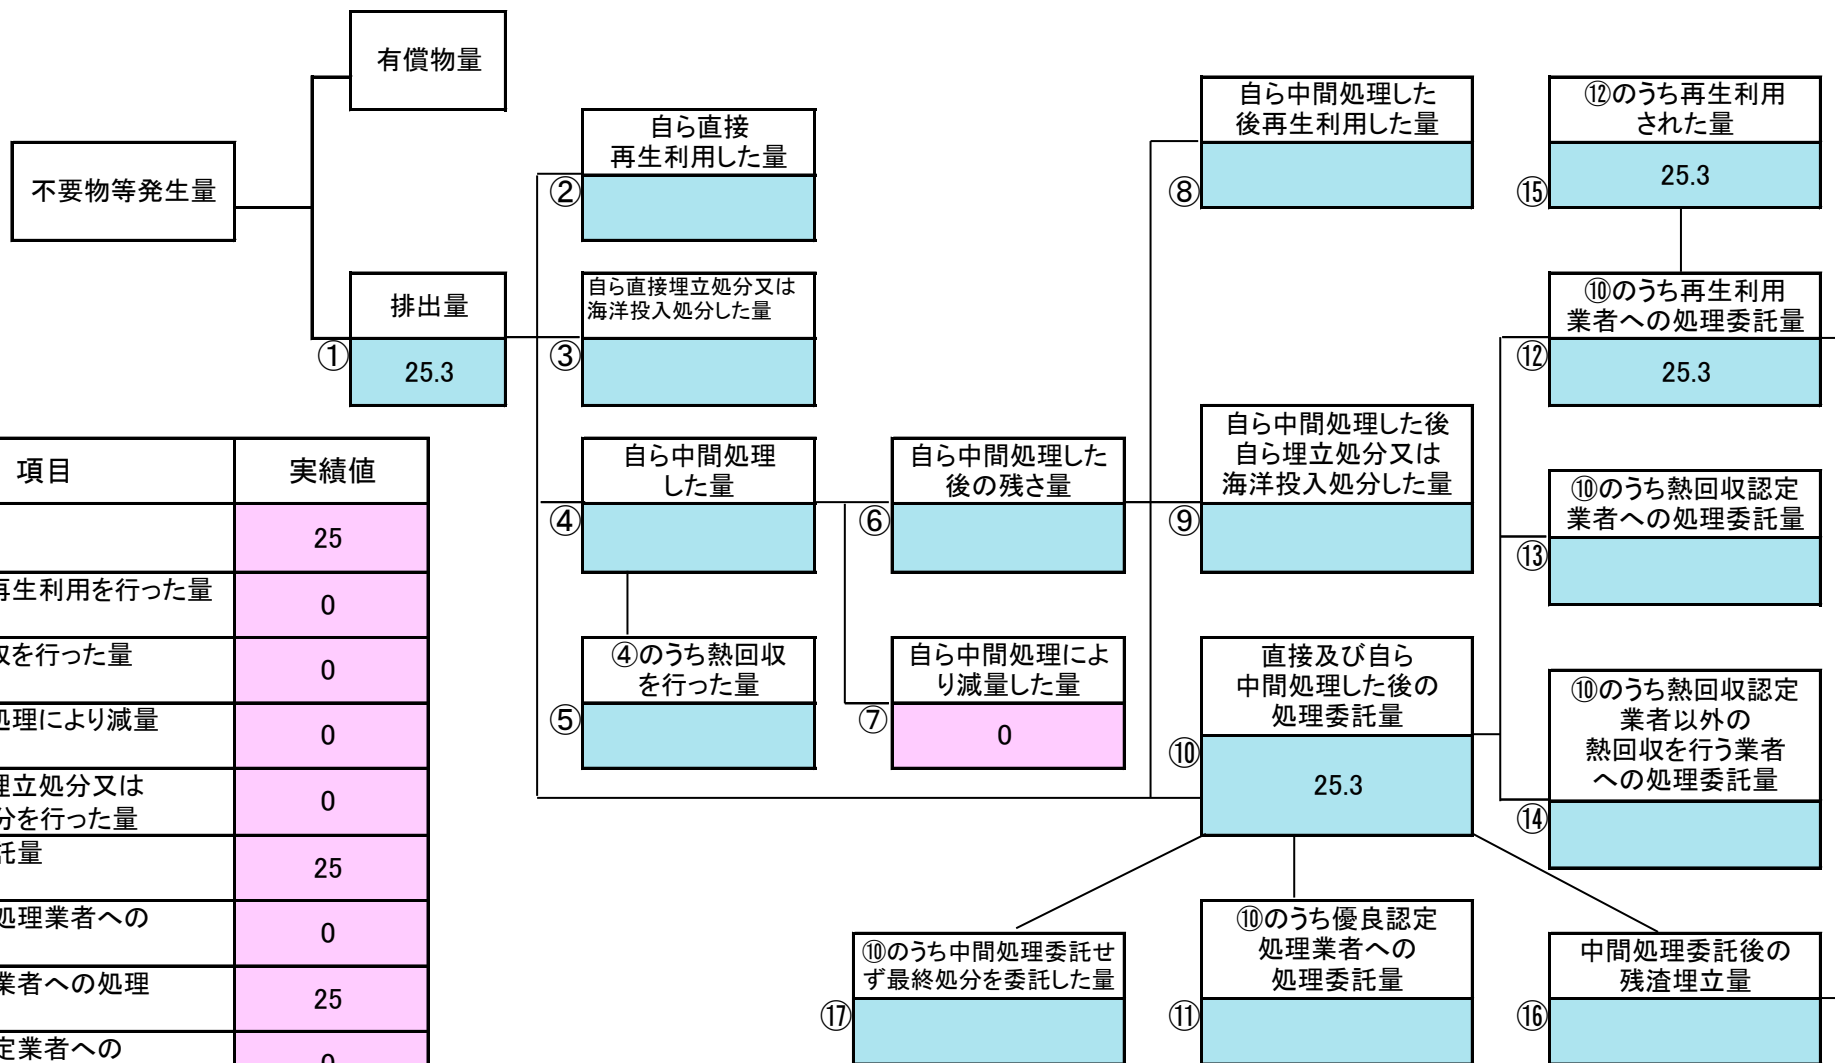 有償物量
不要物等発生量
排出量
①
25.3
自ら直接
再生利用した量
②
自ら直接埋立処分又は
海洋投入処分した量
③
自ら中間処理
した量
④
④のうち熱回収
を行った量
⑤
自ら中間処理した
後の残さ量
⑥
自ら中間処理によ
り減量した量
⑦
0
自ら中間処理した
後再生利用した量
⑧
自ら中間処理した後
自ら埋立処分又は
海洋投入処分した量
⑨
直接及び自ら
中間処理した後の
処理委託量
⑩
25.3
⑫のうち再生利用
された量
⑮
25.3
⑩のうち再生利用
業者への処理委託量
⑫
25.3
⑩のうち熱回収認定
業者への処理委託量
⑬
⑩のうち熱回収認定
業者以外の
熱回収を行う業者
への処理委託量
⑭
⑩のうち中間処理委託せ
ず最終処分を委託した量
⑰
⑩のうち優良認定
処理業者への
処理委託量
⑪
中間処理委託後の
残渣埋立量
⑯
項目 実績値
25
再生利用を行った量
0
を行った量
0
処理により減量
0
埋立処分又は
分を行った量
0
託量
25
処理業者への
0
業者への処理
25
定業者への
0